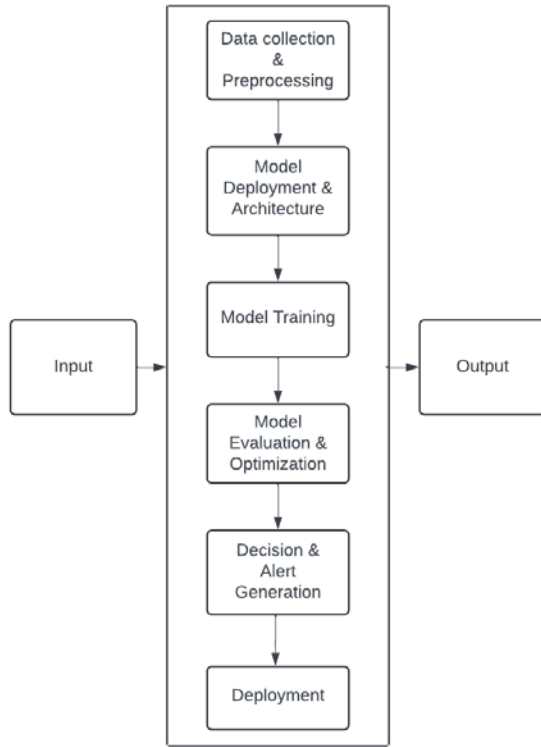 Data collection
&
Preprocessing
Model
Deployment &
Architecture
Model Training
Input
Output
Model
Evaluation &
Optimization
Decision &
Alert
Generation
Deployment